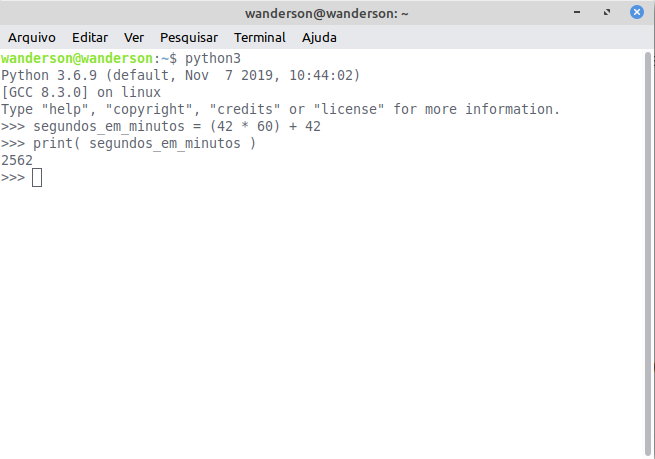 wanderson@wanderson: ~
Arquivo Editar Ver Pesquisar Terminal Ajuda
wanderson@wanderson:~$ python3
Python 3.6.9 (default, Nov  7 2019, 10:44:02)
[GCC 8.3.0] on linux
Type "help", "copyright", "credits" or "license" for more information.
>>> segundos_em_minutos = (42 * 60) + 42
>>> print( segundos_em_minutos )
2562
>>>